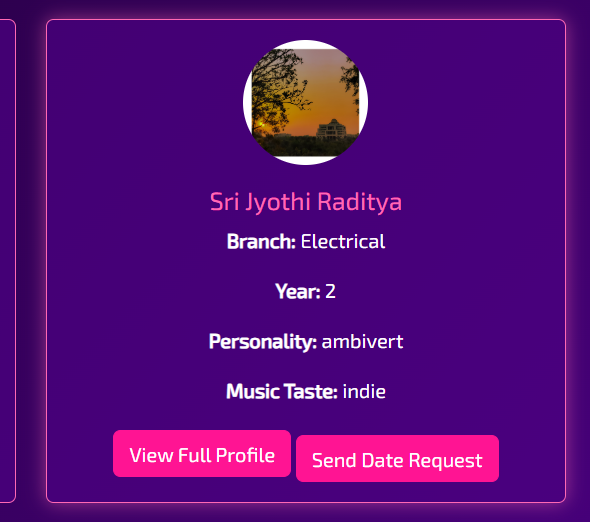 Sri Jyothi Raditya
Branch: Electrical
Year: 2
Personality: ambivert
Music Taste: indie
View Full Profile
Send Date Request